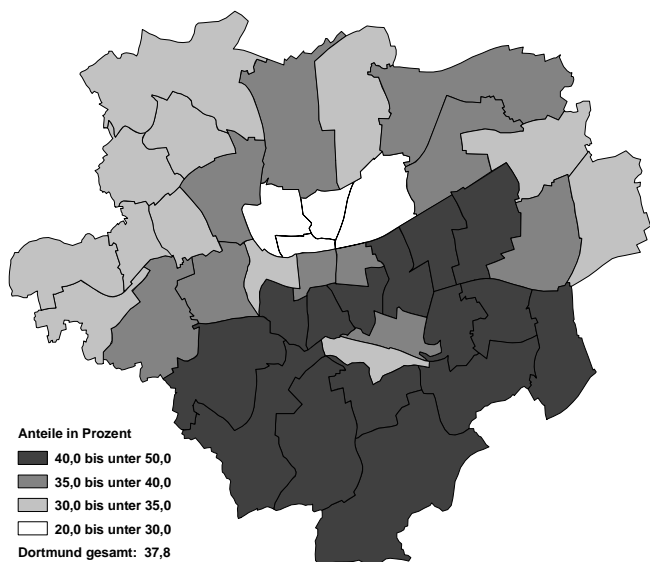 Anteile in Prozent
40,0 bis unter 50,0
35,0 bis unter 40,0
30,0 bis unter 35,0
20,0 bis unter 30,0
Dortmund gesamt: 37,8